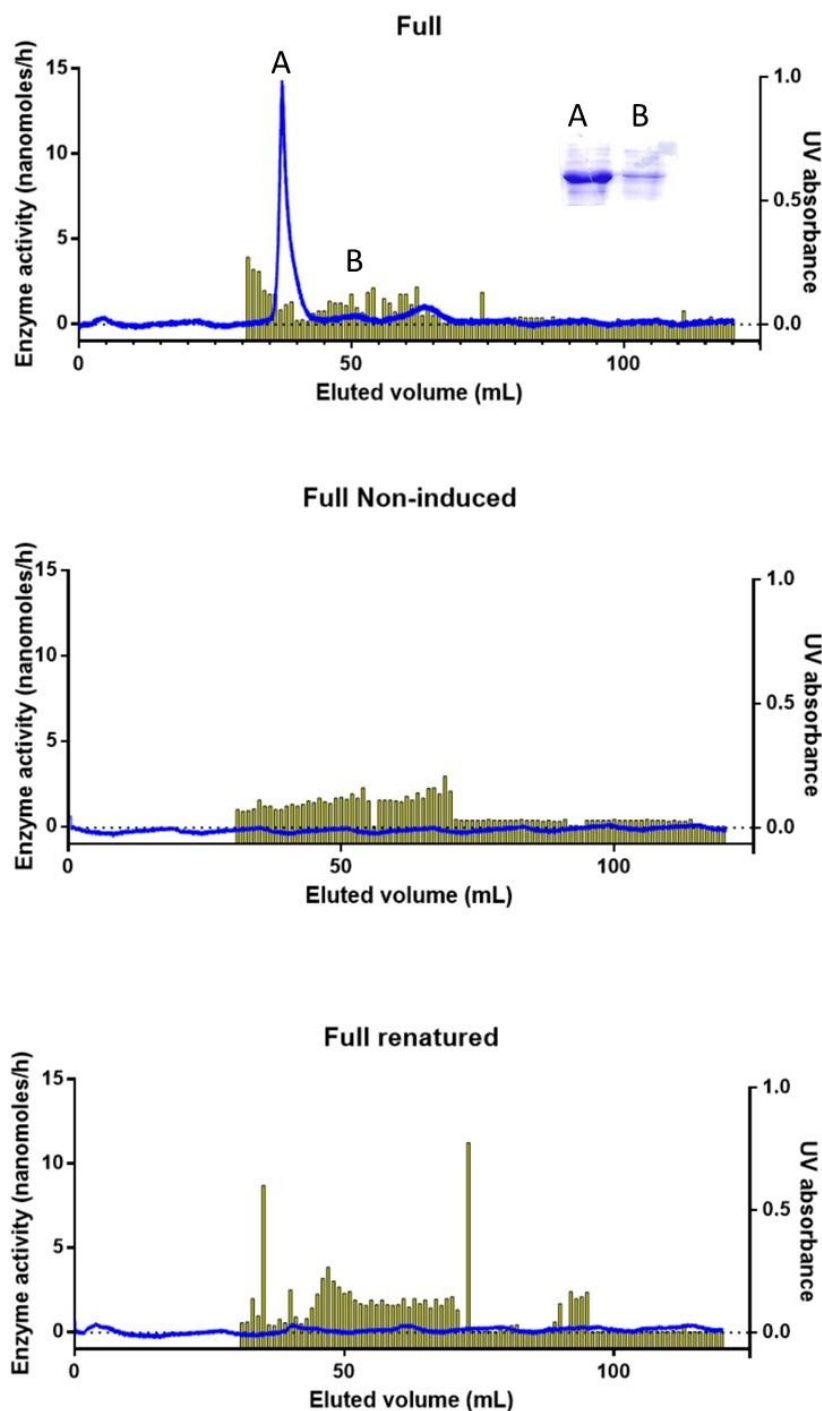 Full
A
15
10
5
0
Enzyme activity (nanomoles/h)
B
A B
1.0
0.5
0.0
UV absorbance
0 50 100
Eluted volume (mL)
Full Non-induced
15
10
5
0
Enzyme activity (nanomoles/h)
1.0
0.5
0.0
UV absorbance
0 50 100
Eluted volume (mL)
Full renatured
15
10
5
0
Enzyme activity (nanomoles/h)
1.0
0.5
0.0
UV absorbance
0 50 100
Eluted volume (mL)